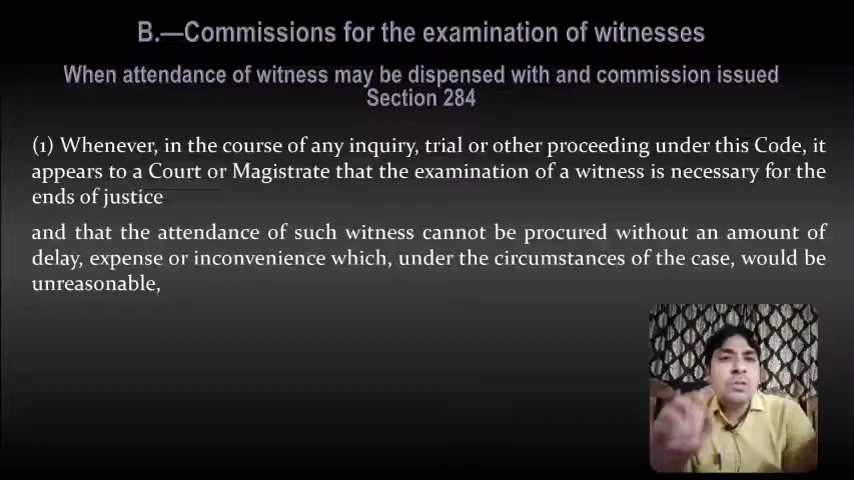 B.—Commissions for the examination of witnesses
When attendance of witness may be dispensed with and commission issued
Section 284
(1) Whenever, in the course of any inquiry, trial or other proceeding under this Code, it
appears to a Court or Magistrate that the examination of a witness is necessary for the
ends of justice
and that the attendance of such witness cannot be procured without an amount of
delay, expense or inconvenience which, under the circumstances of the case, would be
unreasonable,